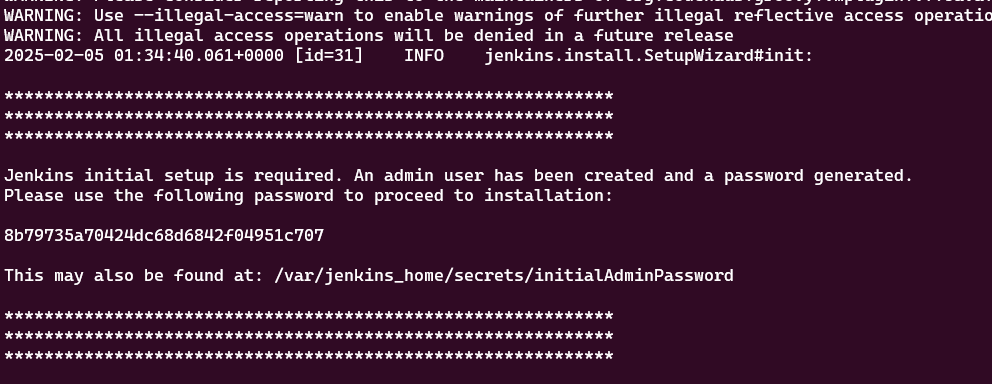 WARNING: Use --illegal-access=warn to enable warnings of further illegal reflective access operatio
WARNING: All illegal access operations will be denied in a future release
2025-02-05 01:34:40.061+0000 [id=31]    INFO    jenkins.install.SetupWizard#init:
*************************************************************
*************************************************************
*************************************************************
Jenkins initial setup is required. An admin user has been created and a password generated.
Please use the following password to proceed to installation:
8b79735a70424dc68d6842f04951c707
This may also be found at: /var/jenkins_home/secrets/initialAdminPassword
*************************************************************
*************************************************************
*************************************************************